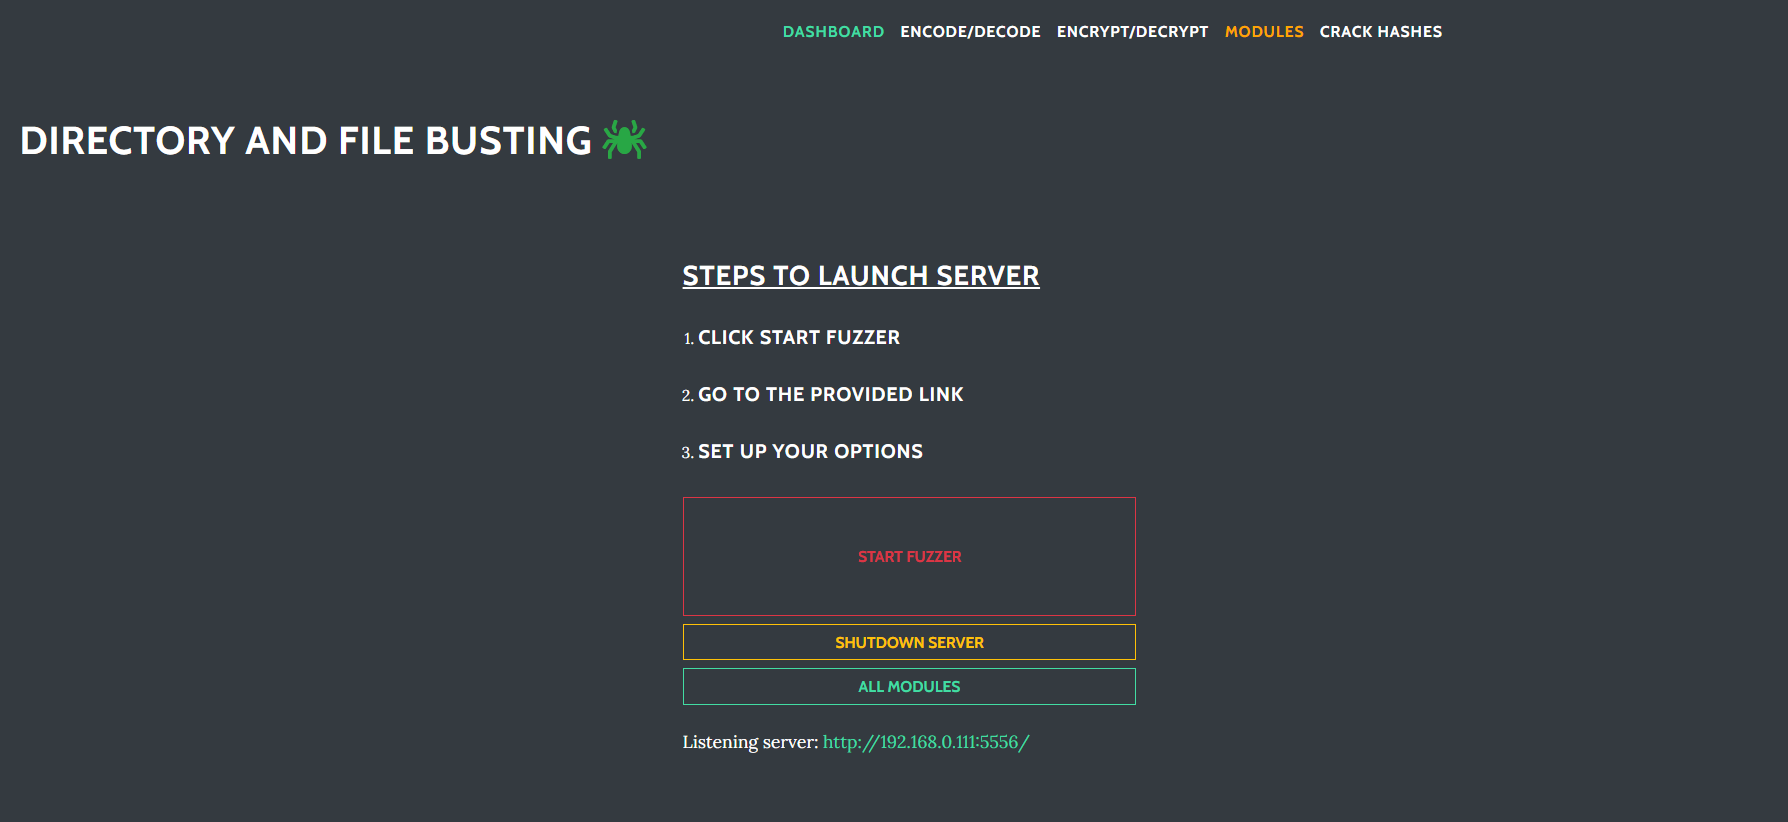 DASHBOARD ENCODE/DECODE ENCRYPT/DECRYPT MODULES CRACK HASHES
DIRECTORY AND FILE BUSTING
STEPS TO LAUNCH SERVER
1. CLICK START FUZZER
2. GO TO THE PROVIDED LINK
3. SET UP YOUR OPTIONS
START FUZZER
SHUTDOWN SERVER
ALL MODULES
Listening server: http://192.168.0.111:5556/